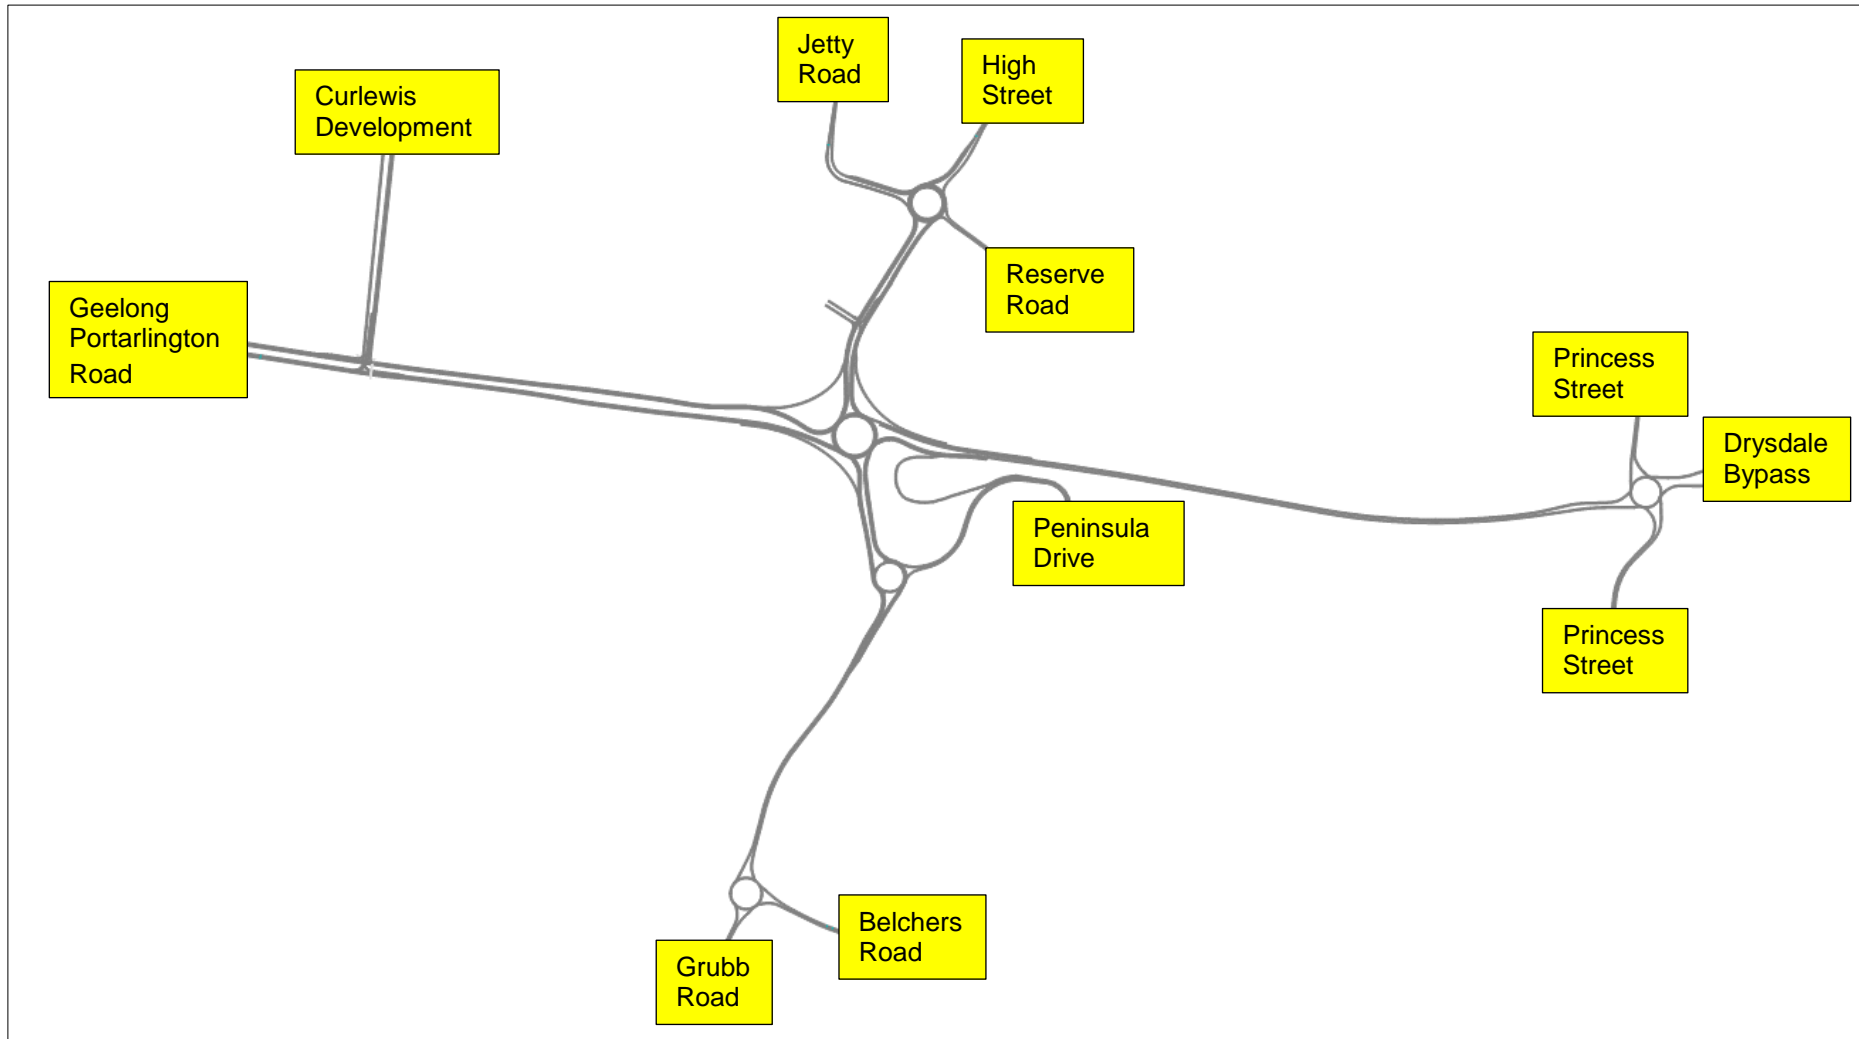 Jetty
Road
High
Street
Curlewis
Development
Reserve
Road
Geelong
Portarlington
Road
Princess
Street
Drysdale
Bypass
Peninsula
Drive
Princess
Street
Belchers
Road
Grubb
Road